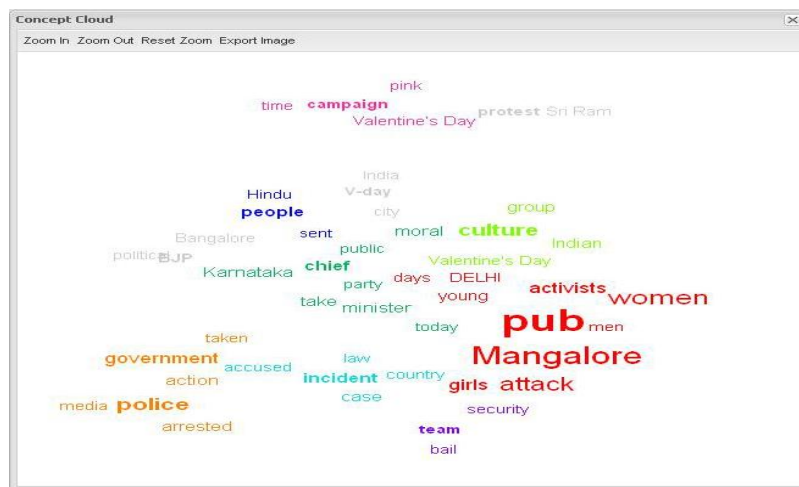 Concept Cloud
Zoom In Zoom Out Reset Zoom Export Image
pink
time campaign
Valentine's Day protest Sri Ram
India
Hindu V-day
people city group
sent moral culture
Bangalore public Indian
political BJP
Karnataka chief Valentine's Day
party days DELHI
take minister young activists women
today pub men
taken
government law Mangalore
accused
action incident country girls attack
media police case security
arrested team
bail